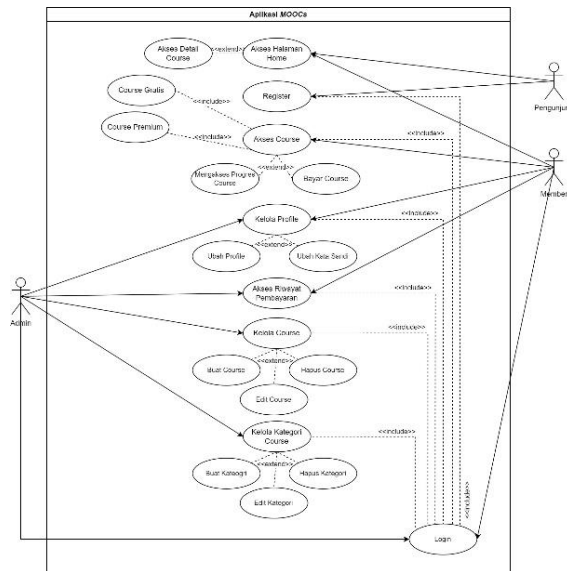 Aplikasi MOOCs
Akses Detail
Course
<<extend>>
Akses Halaman
Home
Course Gratis
<<include>>
Register
Pengunjung
Course Premium
<<include>>
Akses Course
<<include>>
Mengakses Progres
Course
<<extend>>
Bayar Course
Member
Kelola Profile
<<include>>
Ubah Profile
<<extend>>
Ubah Kata Sandi
Admin
Akses Riwayat
Pembayaran
<<include>>
Kelola Course
<<include>>
Buat Course
<<extend>>
Hapus Course
Edit Course
Kelola Kategori
Course
<<include>>
Buat Kateogri
<<extend>>
Hapus Kategori
Edit Katogori
<<include>>
Login